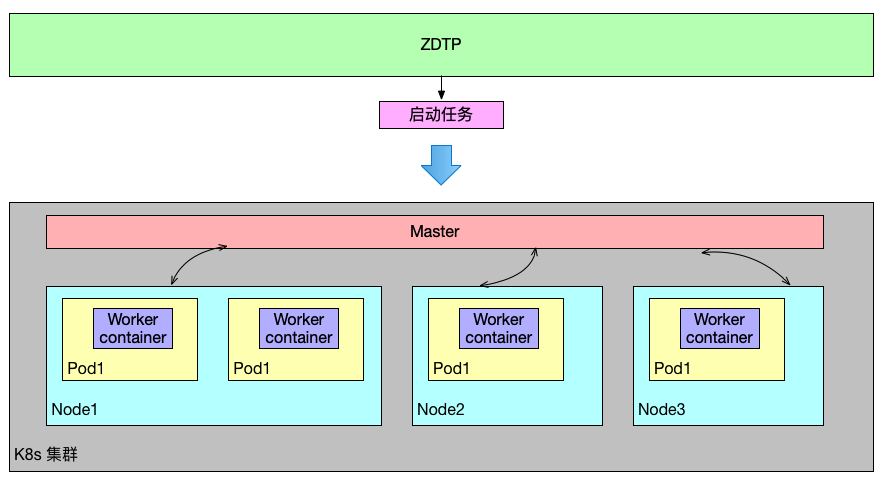 ZDTP
启动任务
Master
Worker
container
Pod1
Worker
container
Pod1
Node1
Worker
container
Pod1
Node2
Worker
container
Pod1
Node3
K8s 集群